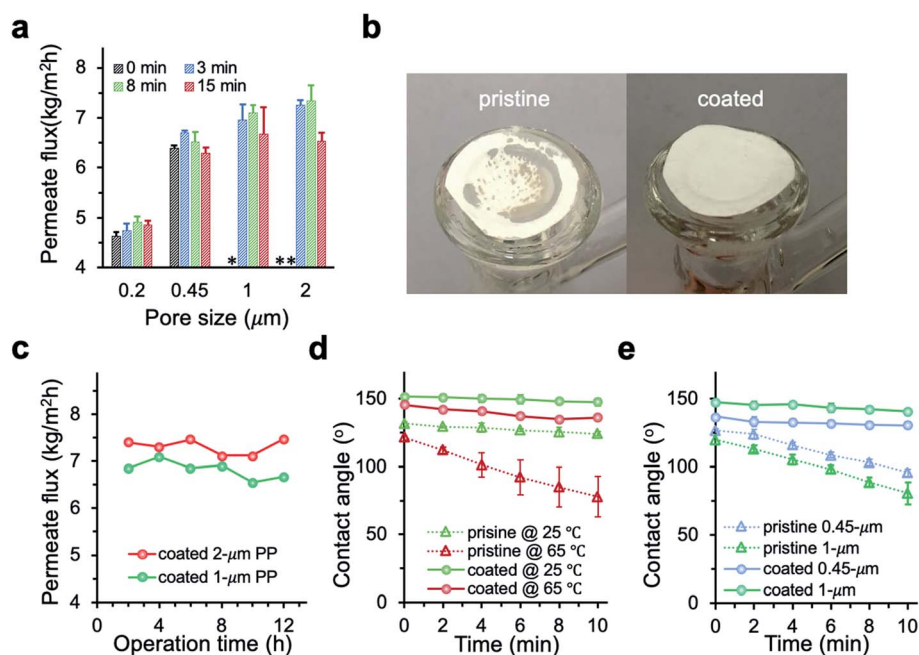 a
0 min 3 min
8 min 15 min
Permeate flux(kg/m²h)
8
7
6
5
4
* **
0.2 0.45 1 2
Pore size (μm)
b
pristine coated
c
Permeate flux (kg/m²h)
8
7
6
5
4
coated 2-μm PP
coated 1-μm PP
0 4 8 12
Operation time (h)
d
Contact angle (°)
150
100
50
0
prisine @ 25 ℃
pristine @ 65 ℃
coated @ 25 ℃
coated @ 65 ℃
0 2 4 6 8 10
Time (min)
e
Contact angle (°)
150
100
50
0
pristine 0.45-μm
pristine 1-μm
coated 0.45-μm
coated 1-μm
0 2 4 6 8 10
Time (min)